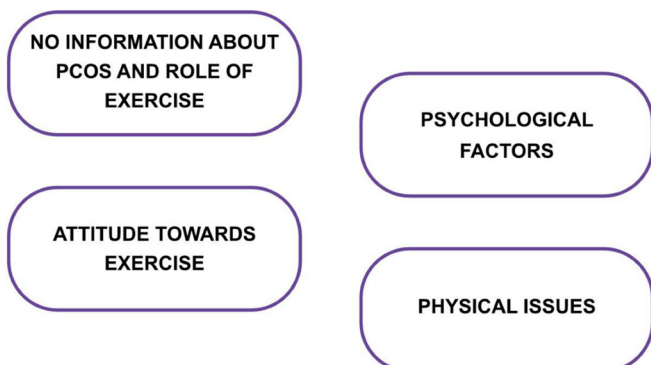 NO INFORMATION ABOUT
PCOS AND ROLE OF
EXERCISE
PSYCHOLOGICAL
FACTORS
ATTITUDE TOWARDS
EXERCISE
PHYSICAL ISSUES